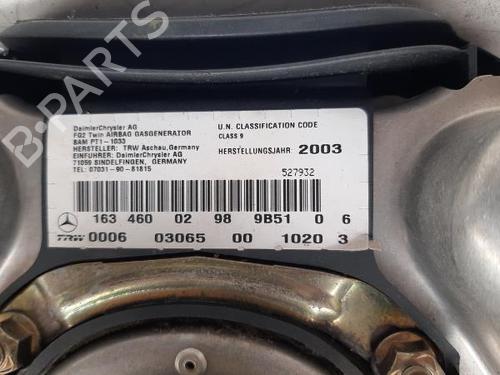 DaimlerChrysler AG
FG2 Twin AIRBAG GASGENERATOR
BAM PT1-1033
HERSTELLER: TRW Aschau,Germany
EINFUHRER: DaimlerChrysler AG
71059 SINDELFINGEN, GERMANY
TEL: 07031-90-81815
U.N. CLASSIFICATION CODE
CLASS 9
HERSTELLUNGSJAHR: 2003
527932
163 460 02 98 9B51 0 6
TRW 0006 03065 00 1020 3
B-PARTS